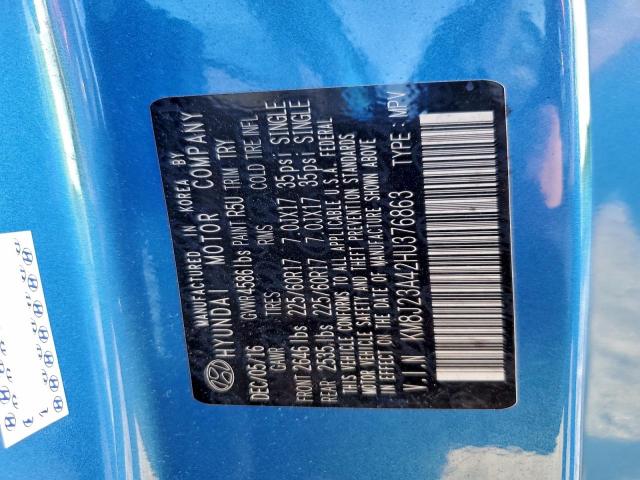 MANUFACTURED IN KOREA BY
HYUNDAI MOTOR COMPANY
DEC/05/'16 GVWR 4586 lbs PAINT R5U TRIM TRY
GAWR TIRES RIMS COLD TIRE INFL
FRONT 2646 lbs 225/60R17 7.0JX17 35psi SINGLE
REAR 2535 lbs 225/60R17 7.0JX17 35psi SINGLE
THIS VEHICLE CONFORMS TO ALL APPLICABLE U.S.A. FEDERAL
MOTOR VEHICLE SAFETY AND THEFT PREVENTION STANDARDS
IN EFFECT ON THE DATE OF MANUFACTURE SHOWN ABOVE
V.I.N : KM8J23A42HU376863 TYPE : MPV